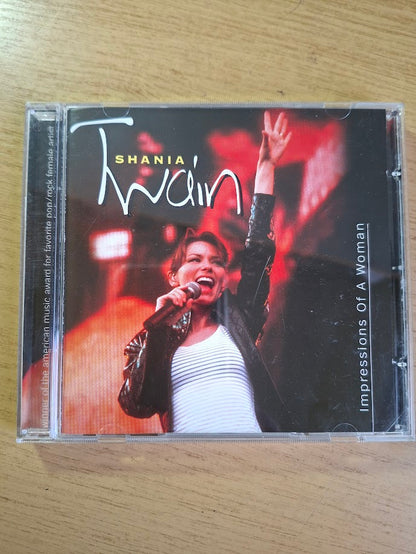 SHANIA
Twain
Impressions Of A Woman
winner of the american music award for favorite pop/rock female artist